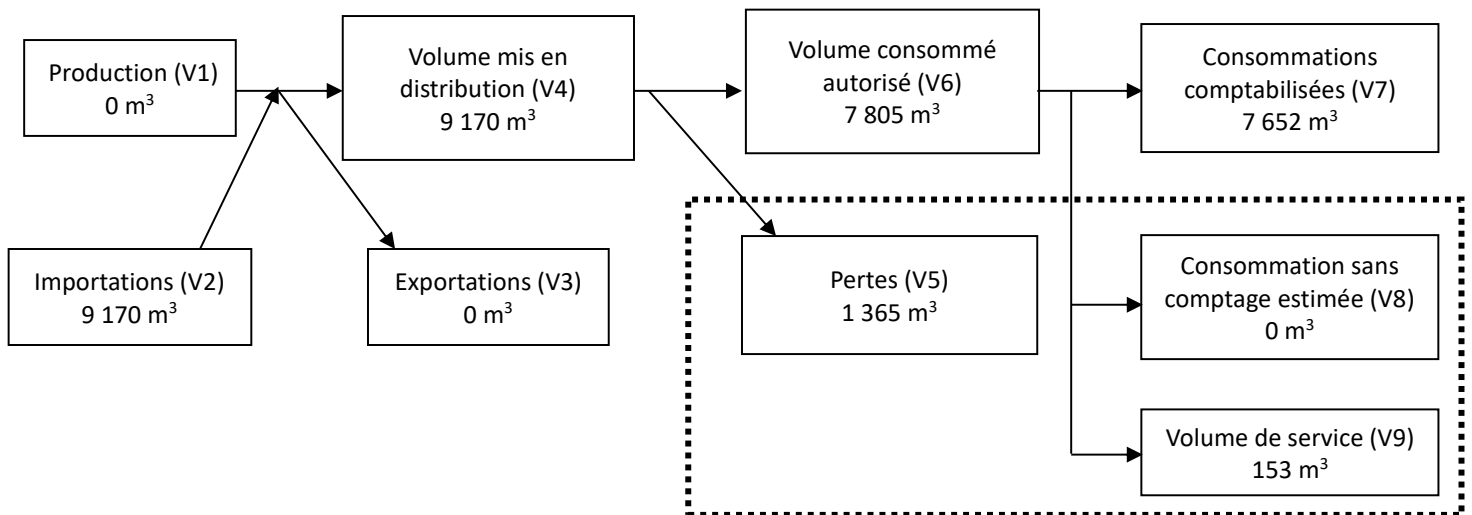 Production (V1)
0 m³
Volume mis en
distribution (V4)
9 170 m³
Volume consommé
autorisé (V6)
7 805 m³
Consommations
comptabilisées (V7)
7 652 m³
Importations (V2)
9 170 m³
Exportations (V3)
0 m³
Pertes (V5)
1 365 m³
Consommation sans
comptage estimée (V8)
0 m³
Volume de service (V9)
153 m³